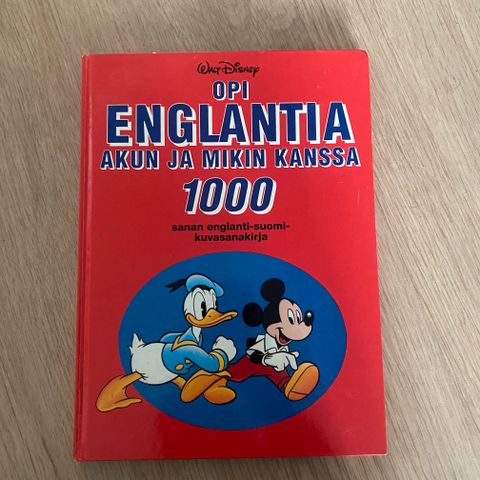 Walt Disney
OPI
ENGLANTIA
AKUN JA MIKIN KANSSA
1000
sanan englanti-suomi-
kuvasanakirja